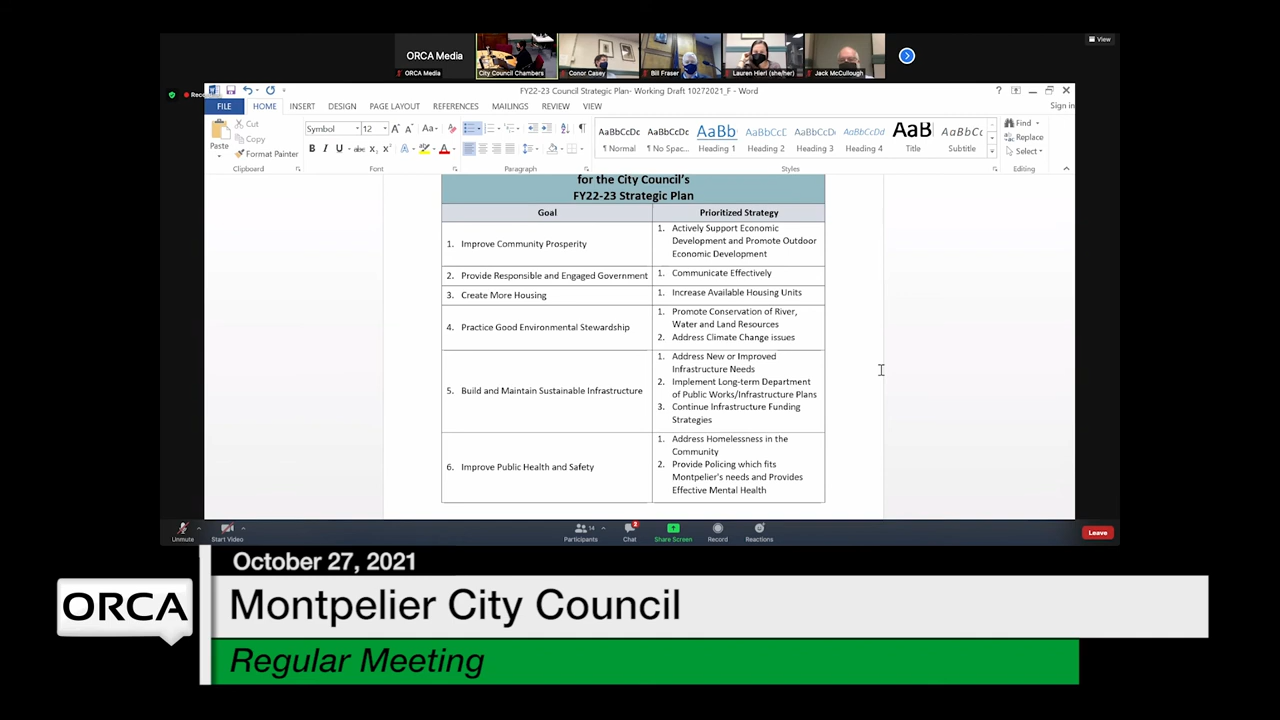 ORCA Media
View
ORCA Media
City Council Chambers
Conor Casey
Bill Fraser
Lauren Hierl (she/her)
Jack McCullough
FY22-23 Council Strategic Plan- Working Draft 10272021_F - Word
FILE HOME INSERT DESIGN PAGE LAYOUT REFERENCES MAILINGS REVIEW VIEW
Sign in
Paste
Cut
Copy
Format Painter
Clipboard
Symbol 12
Font
Paragraph
AaBbCcDc AaBbCcDc AaBb AaBbCcE AaBbCcDc AaBbCcDd AaB AaBbCc
¶ Normal ¶ No Spac... Heading 1 Heading 2 Heading 3 Heading 4 Title Subtitle
Styles
Find
Replace
Select
Editing
for the City Council's
FY22-23 Strategic Plan
Goal Prioritized Strategy
1. Improve Community Prosperity
1. Actively Support Economic
Development and Promote Outdoor
Economic Development
2. Provide Responsible and Engaged Government
1. Communicate Effectively
3. Create More Housing
1. Increase Available Housing Units
4. Practice Good Environmental Stewardship
1. Promote Conservation of River,
Water and Land Resources
2. Address Climate Change issues
5. Build and Maintain Sustainable Infrastructure
1. Address New or Improved
Infrastructure Needs
2. Implement Long-term Department
of Public Works/Infrastructure Plans
3. Continue Infrastructure Funding
Strategies
6. Improve Public Health and Safety
1. Address Homelessness in the
Community
2. Provide Policing which fits
Montpelier's needs and Provides
Effective Mental Health
Unmute
Start Video
14
Participants
2
Chat
Share Screen
Record
Reactions
Leave
October 27, 2021
ORCA
Montpelier City Council
Regular Meeting